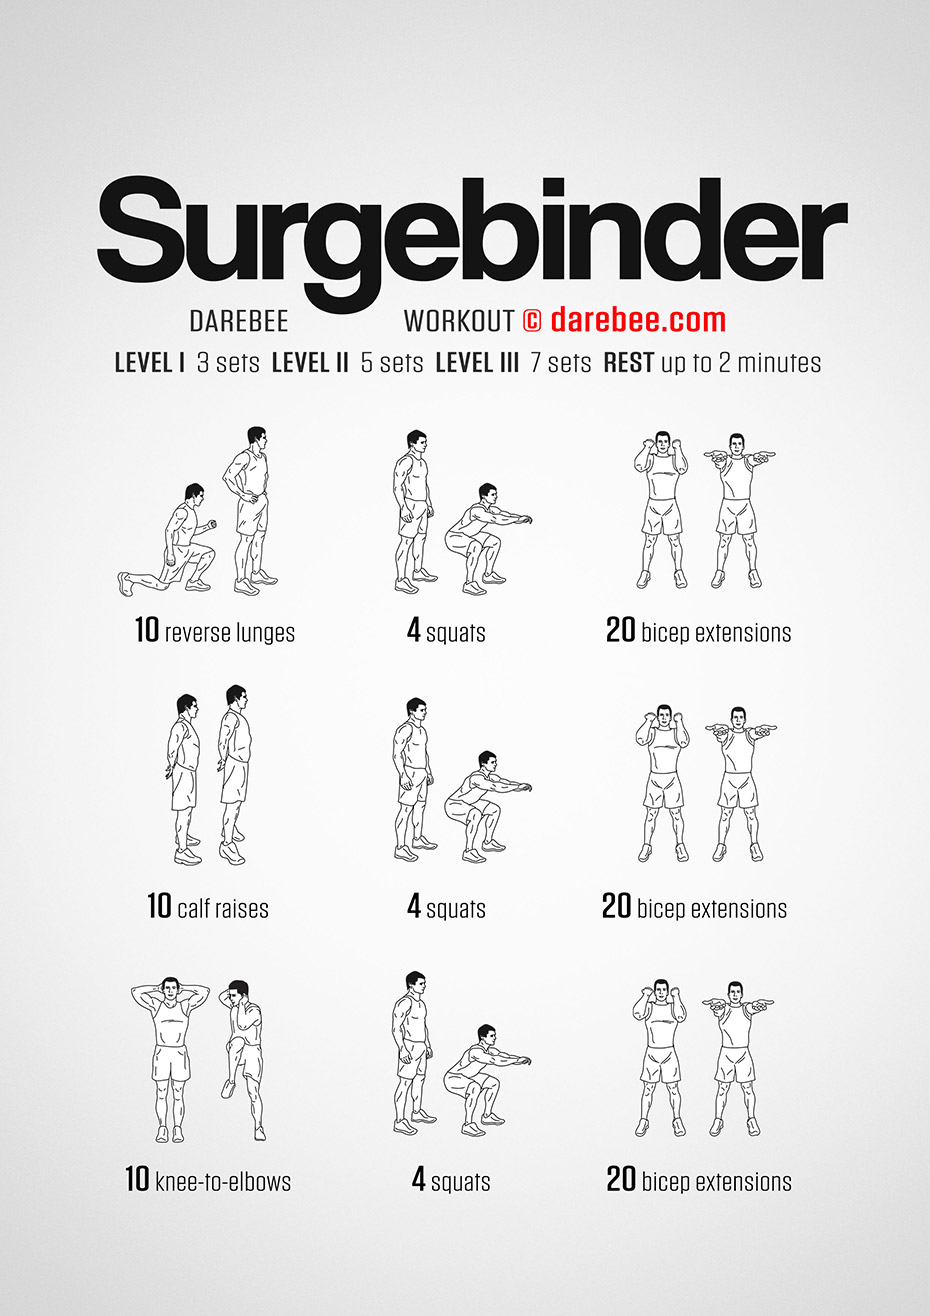 Surgebinder
DAREBEE WORKOUT © darebee.com
LEVEL I 3 sets LEVEL II 5 sets LEVEL III 7 sets REST up to 2 minutes
10 reverse lunges
4 squats
20 bicep extensions
10 calf raises
4 squats
20 bicep extensions
10 knee-to-elbows
4 squats
20 bicep extensions